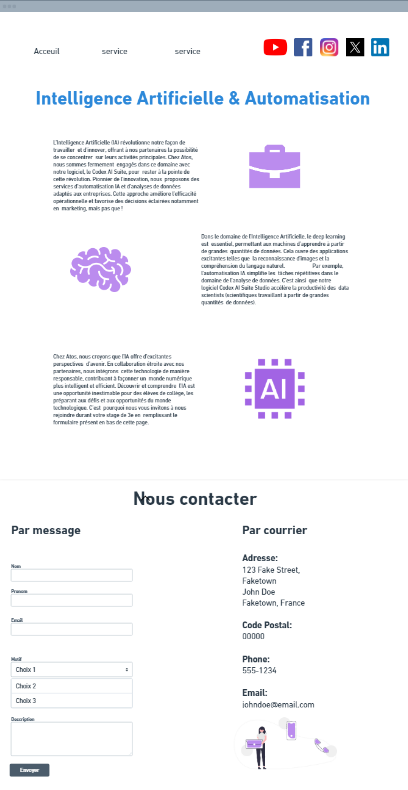 Acceuil
service
service
Intelligence Artificielle & Automatisation
L'Intelligence Artificielle (IA) révolutionne notre façon de
travailler et d'innover, offrant à nos partenaires la possibilité
de se concentrer sur leurs activités principales. Chez Atos,
nous sommes fermement engagés dans ce domaine avec
notre logiciel, le Codex AI Suite, pour rester à la pointe de
cette révolution. Pionnier de l'innovation, nous proposons des
services d'automatisation IA et d'analyses de données
adaptés aux entreprises. Cette approche améliore l'efficacité
opérationnelle et favorise des décisions éclairées notamment
en marketing, mais pas que !
Dans le domaine de l'Intelligence Artificielle, le deep learning
est essentiel, permettant aux machines d'apprendre à partir
de grandes quantités de données. Cela ouvre des applications
excitantes telles que la reconnaissance d'images et la
compréhension du langage naturel. Par exemple,
l'automatisation IA simplifie les tâches répétitives dans le
domaine de l'analyse de données. C'est ainsi que notre
logiciel Codex AI Suite Studio accélère la productivité des data
scientists (scientifiques travaillant à partir de grandes
quantités de données).
Chez Atos, nous croyons que l'IA offre d'excitantes
perspectives d'avenir. En collaboration étroite avec nos
partenaires, nous intégrons cette technologie de manière
responsable, contribuant à façonner un monde numérique
plus intelligent et efficient. Découvrir et comprendre l'IA est
une opportunité inestimable pour des élèves de collège, les
préparant aux défis et aux opportunités du monde
technologique. C'est pourquoi nous vous invitons à nous
rejoindre durant votre stage de 3e en remplissant le
formulaire présent en bas de cette page.
AI
Nous contacter
Par message
Nom
Prenom
Email
Motif
Choix 1
Choix 2
Choix 3
Description
Envoyer
Par courrier
Adresse:
123 Fake Street,
Faketown
John Doe
Faketown, France
Code Postal:
00000
Phone:
555-1234
Email:
johndoe@email.com